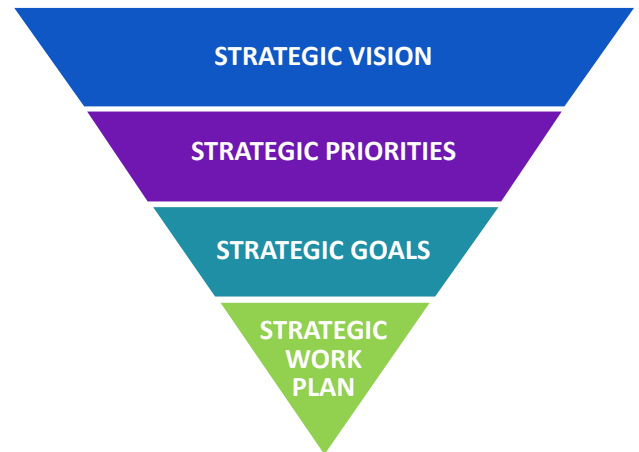 STRATEGIC VISION
STRATEGIC PRIORITIES
STRATEGIC GOALS
STRATEGIC
WORK
PLAN